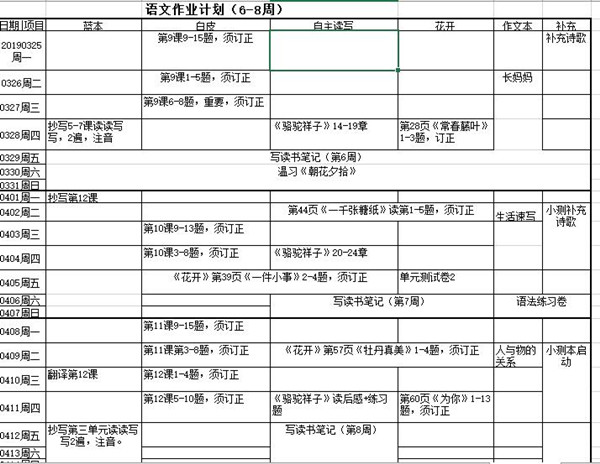 语文作业计划（6-8周）
日期 项目 蓝本 白皮 自主读写 花开 作文本 补充
20190325 第9课9-15题，须订正 补充诗歌
周一
0326周二 第9课1-5题，须订正 长妈妈
0327周三 第9课6-8题，重要，须订正
0328周四 抄写5-7课读读写 《骆驼祥子》14-19章 第28页《常春藤叶》
写，2遍，注音 1-3题，订正
0329周五 写读书笔记（第6周）
0330周六 温习《朝花夕拾》
0331周日
0401周一 抄写第12课
0402周二 第44页《一千张糖纸》读第1-5题，须订正 生活速写 小测补充
诗歌
0403周三 第10课9-13题，须订正
0404周四 第10课3-8题，须订正 《骆驼祥子》20-24章
0405周五 《花开》第39页《一件小事》2-4题，须订正 单元测试卷2
0406周六 写读书笔记（第7周） 语法练习卷
0407周日
0408周一 第11课9-15题，须订正
0409周二 第11课第3-8题，须订正 《花开》第57页《牡丹真美》1-4题，须订正 人与物的 小测本启
关系 动
0410周三 翻译第12课 第12课1-4题，须订正
0411周四 第12课5-10题，须订正 《骆驼祥子》读后感+练习 第60页《为你》1-13
题 题，须订正
0412周五 抄写第三单元读读写 写读书笔记（第8周）
写2遍，注音。
0413周六